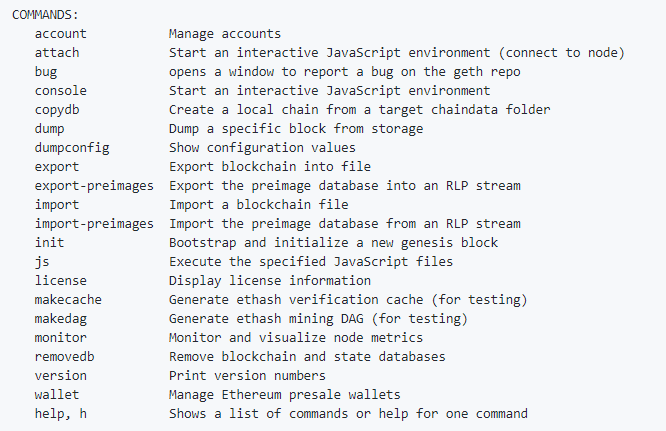 COMMANDS:
account Manage accounts
attach Start an interactive JavaScript environment (connect to node)
bug opens a window to report a bug on the geth repo
console Start an interactive JavaScript environment
copydb Create a local chain from a target chaindata folder
dump Dump a specific block from storage
dumpconfig Show configuration values
export Export blockchain into file
export-preimages Export the preimage database into an RLP stream
import Import a blockchain file
import-preimages Import the preimage database from an RLP stream
init Bootstrap and initialize a new genesis block
js Execute the specified JavaScript files
license Display license information
makecache Generate ethash verification cache (for testing)
makedag Generate ethash mining DAG (for testing)
monitor Monitor and visualize node metrics
removedb Remove blockchain and state databases
version Print version numbers
wallet Manage Ethereum presale wallets
help, h Shows a list of commands or help for one command